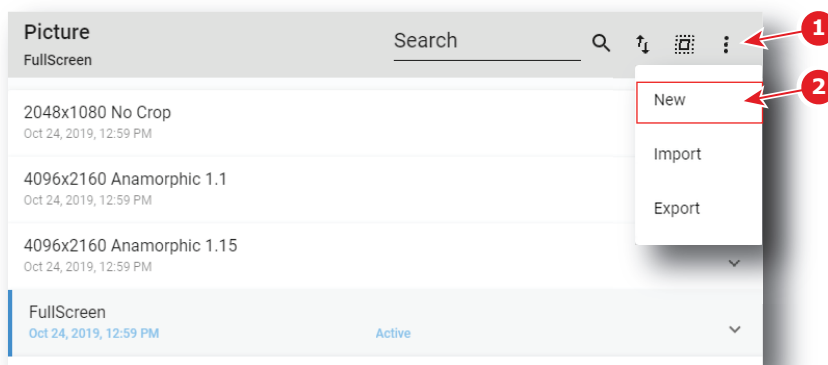 Picture
FullScreen
Search
1
New
2
Import
Export
2048x1080 No Crop
Oct 24, 2019, 12:59 PM
4096x2160 Anamorphic 1.1
Oct 24, 2019, 12:59 PM
4096x2160 Anamorphic 1.15
Oct 24, 2019, 12:59 PM
FullScreen
Oct 24, 2019, 12:59 PM Active